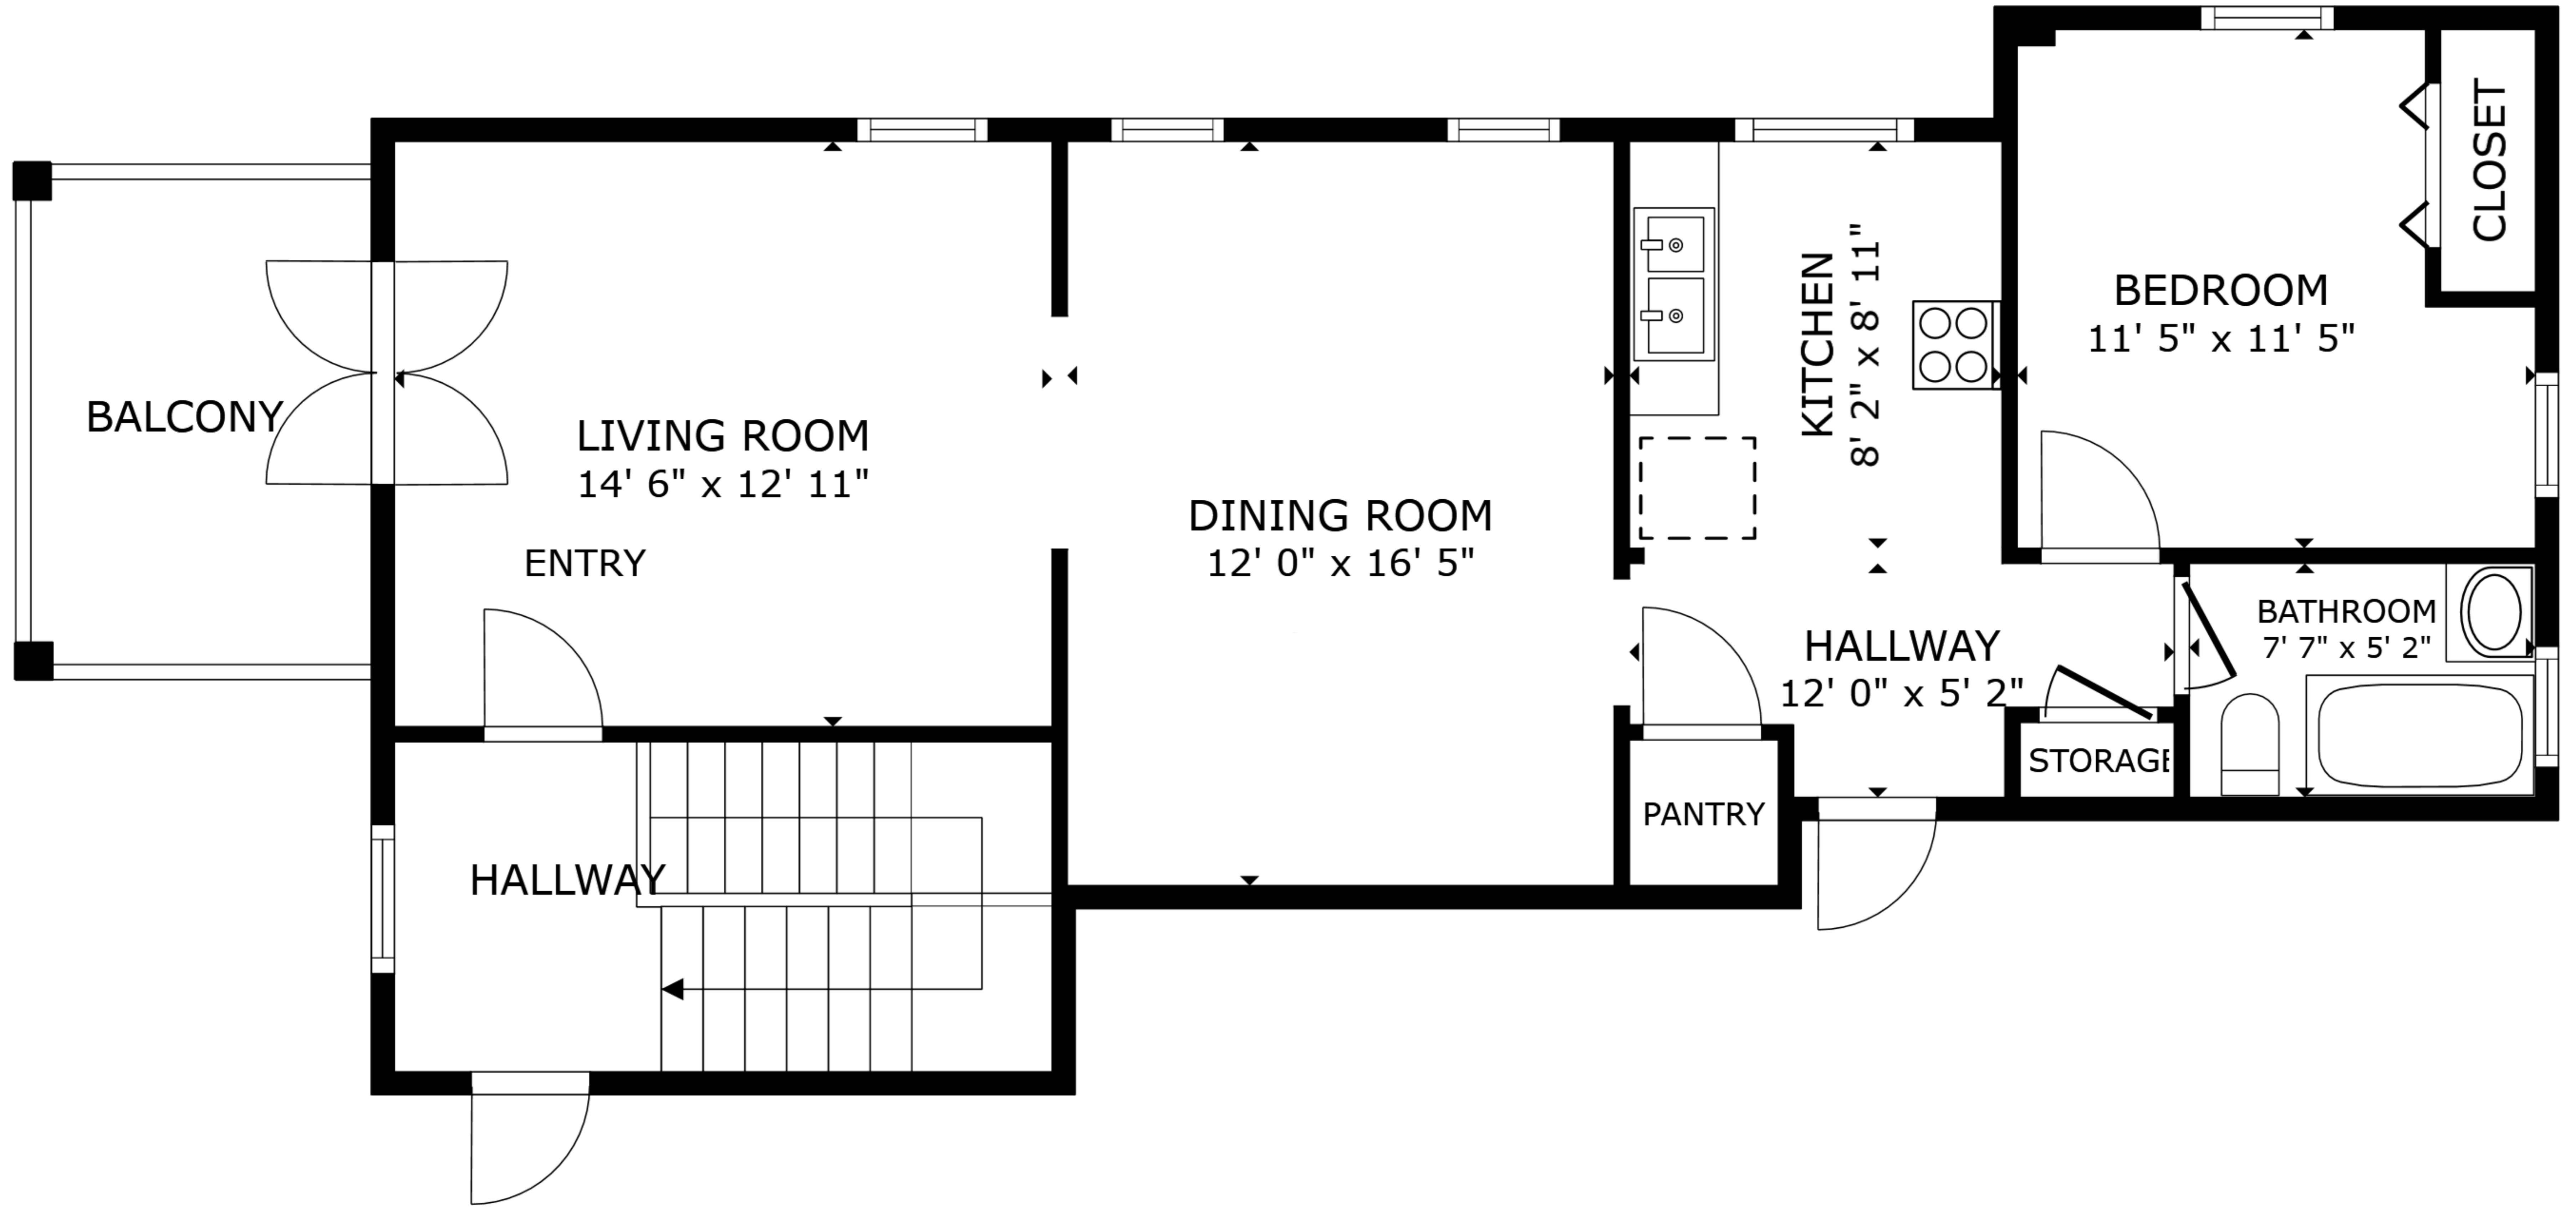 BALCONY
LIVING ROOM
14' 6" x 12' 11"
ENTRY
HALLWAY
DINING ROOM
12' 0" x 16' 5"
KITCHEN
8' 2" x 8' 11"
HALLWAY
12' 0" x 5' 2"
PANTRY
STORAGE
BEDROOM
11' 5" x 11' 5"
CLOSET
BATHROOM
7' 7" x 5' 2"